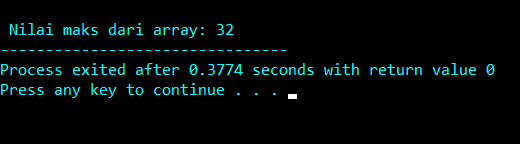 Nilai maks dari array: 32
--------------------------------
Process exited after 0.3774 seconds with return value 0
Press any key to continue . . .